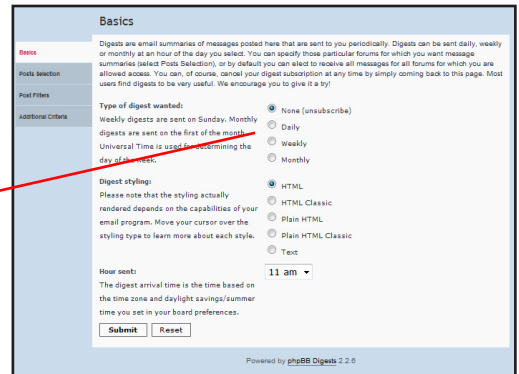 Basics
Basics
Posts Selection
Post Filters
Additional Criteria
Digests are email summaries of messages posted here that are sent to you periodically. Digests can be sent daily, weekly
or monthly at an hour of the day you select. You can specify those particular forums for which you want message
summaries (select Posts Selection), or by default you can elect to receive all messages for all forums for which you are
allowed access. You can, of course, cancel your digest subscription at any time by simply coming back to this page. Most
users find digests to be very useful. We encourage you to give it a try!
Type of digest wanted:
Weekly digests are sent on Sunday. Monthly
digests are sent on the first of the month.
Universal Time is used for determining the
day of the week.
None (unsubscribe)
Daily
Weekly
Monthly
Digest styling:
Please note that the styling actually
rendered depends on the capabilities of your
email program. Move your cursor over the
styling type to learn more about each style.
HTML
HTML Classic
Plain HTML
Plain HTML Classic
Text
Hour sent:
The digest arrival time is the time based on
the time zone and daylight savings/summer
time you set in your board preferences.
11 am
Submit Reset
Powered by phpBB Digests 2.2.6